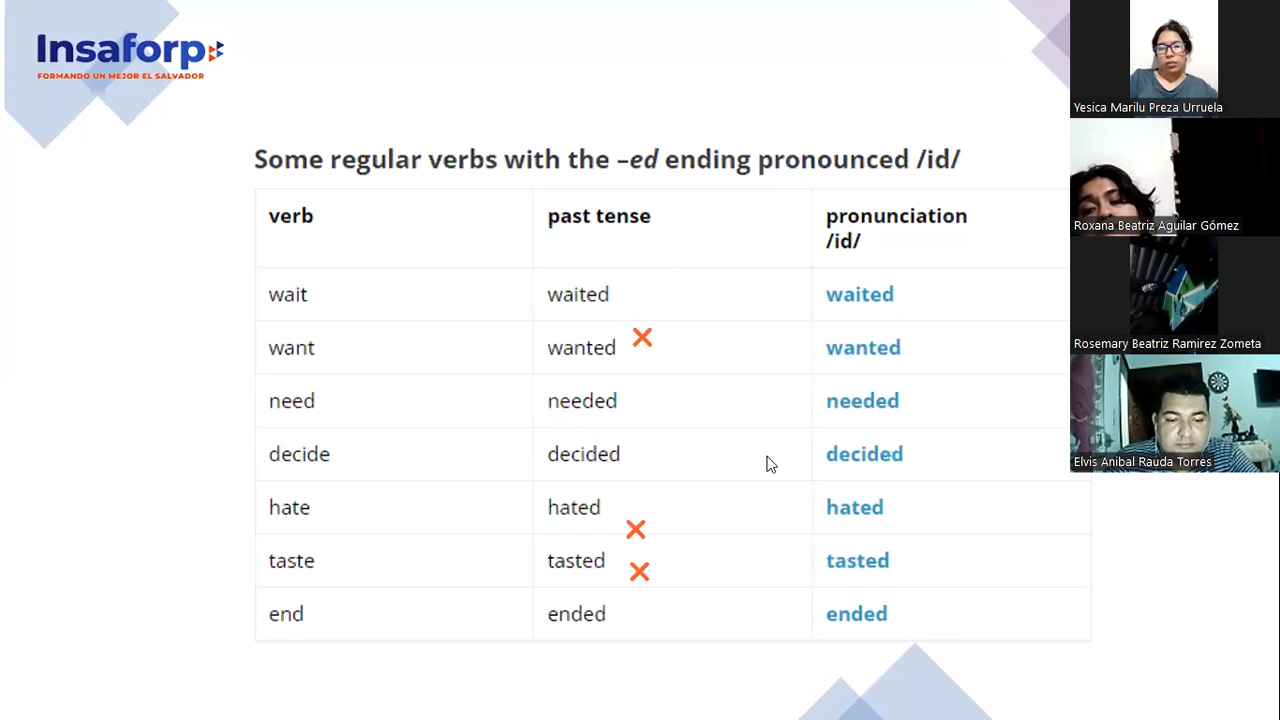 Insaforp
FORMANDO UN MEJOR EL SALVADOR
Some regular verbs with the –ed ending pronounced /id/
verb past tense pronunciation /id/
wait waited waited
want wanted wanted
need needed needed
decide decided decided
hate hated hated
taste tasted tasted
end ended ended
Yesica Marilu Preza Urruela
Roxana Beatriz Aguilar Gómez
Rosemary Beatriz Ramirez Zometa
Elvis Anibal Rauda Torres